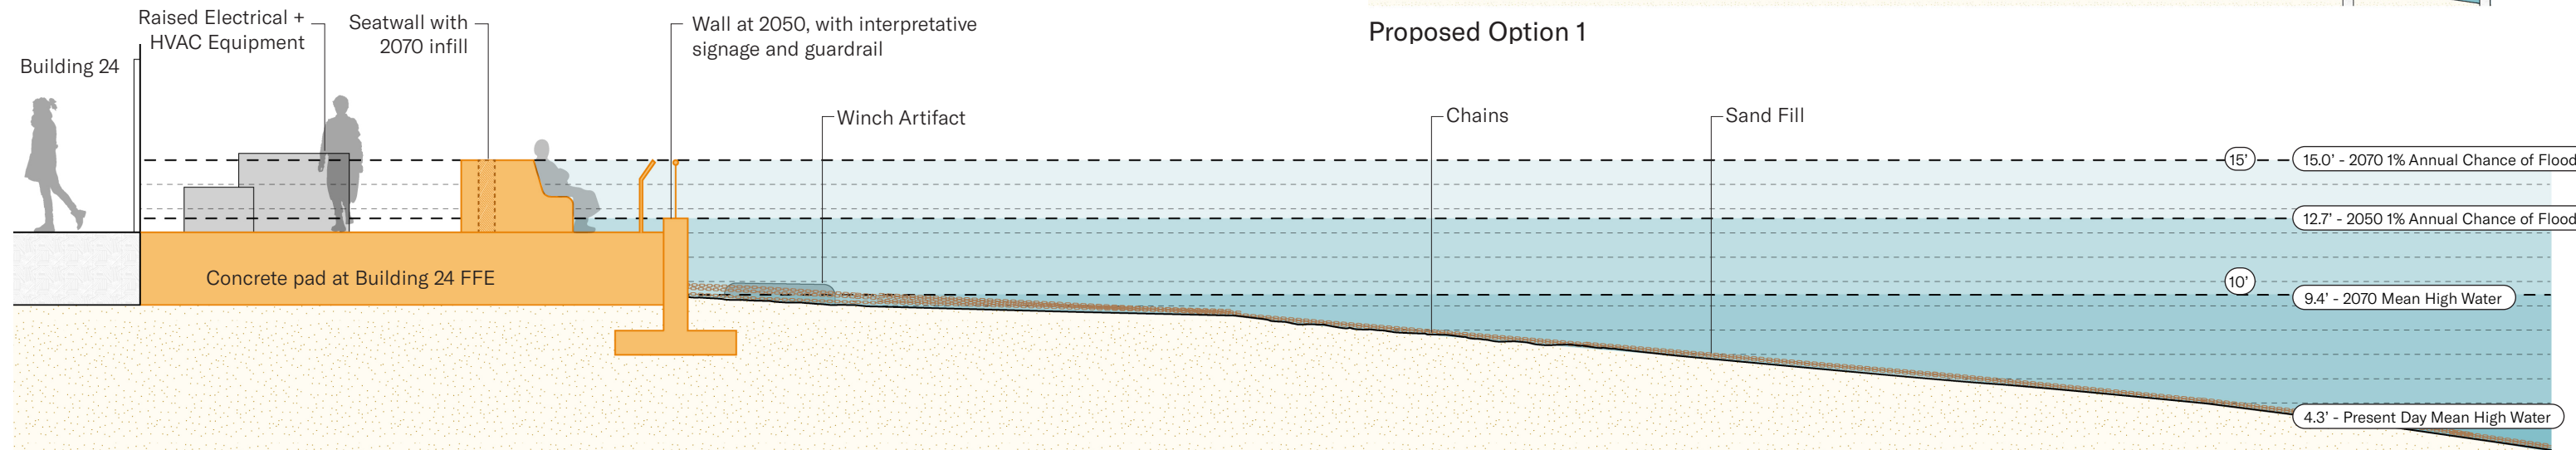 Raised Electrical +
HVAC Equipment
Seatwall with
2070 infill
Wall at 2050, with interpretative
signage and guardrail
Proposed Option 1
Building 24
Winch Artifact
Chains
Sand Fill
15'
15.0' - 2070 1% Annual Chance of Flood
12.7' - 2050 1% Annual Chance of Flood
Concrete pad at Building 24 FFE
10'
9.4' - 2070 Mean High Water
4.3' - Present Day Mean High Water